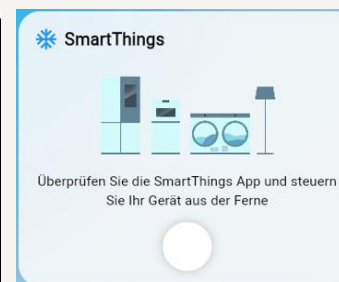 SmartThings
Überprüfen Sie die SmartThings App und steuern
Sie Ihr Gerät aus der Ferne